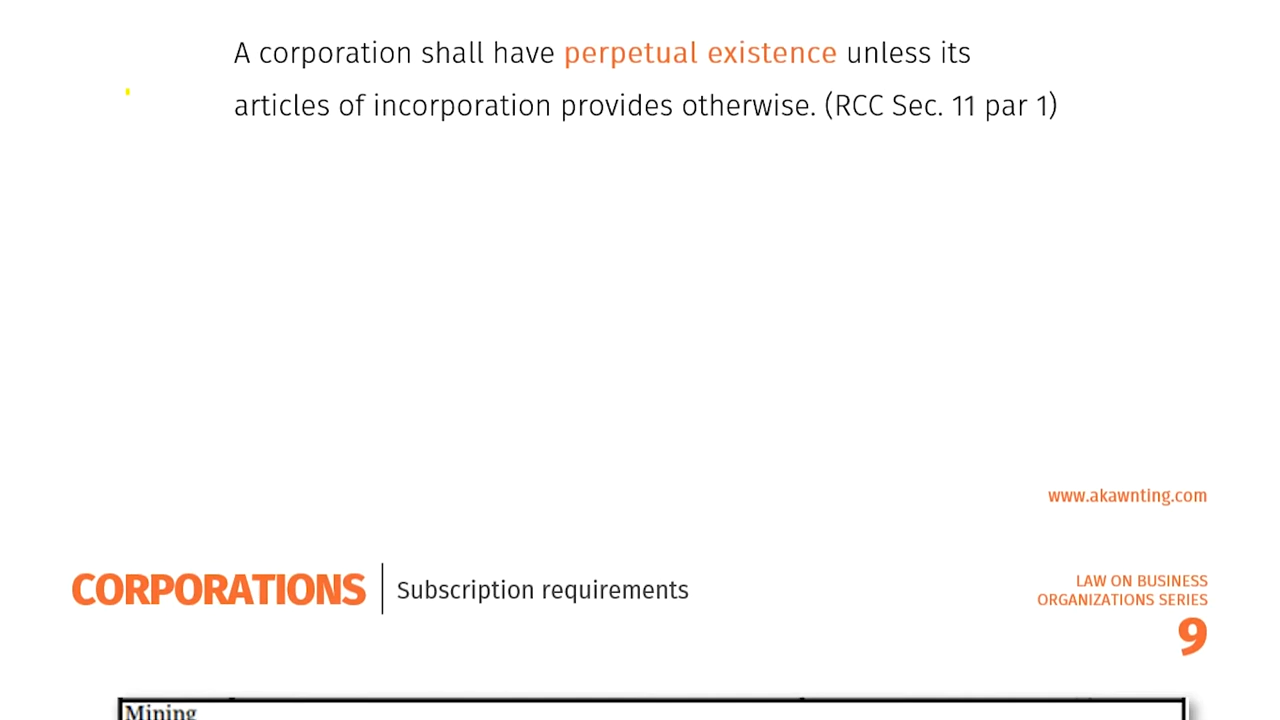 A corporation shall have perpetual existence unless its
articles of incorporation provides otherwise. (RCC Sec. 11 par 1)
www.akawnting.com
CORPORATIONS
Subscription requirements
LAW ON BUSINESS
ORGANIZATIONS SERIES
9
Mining